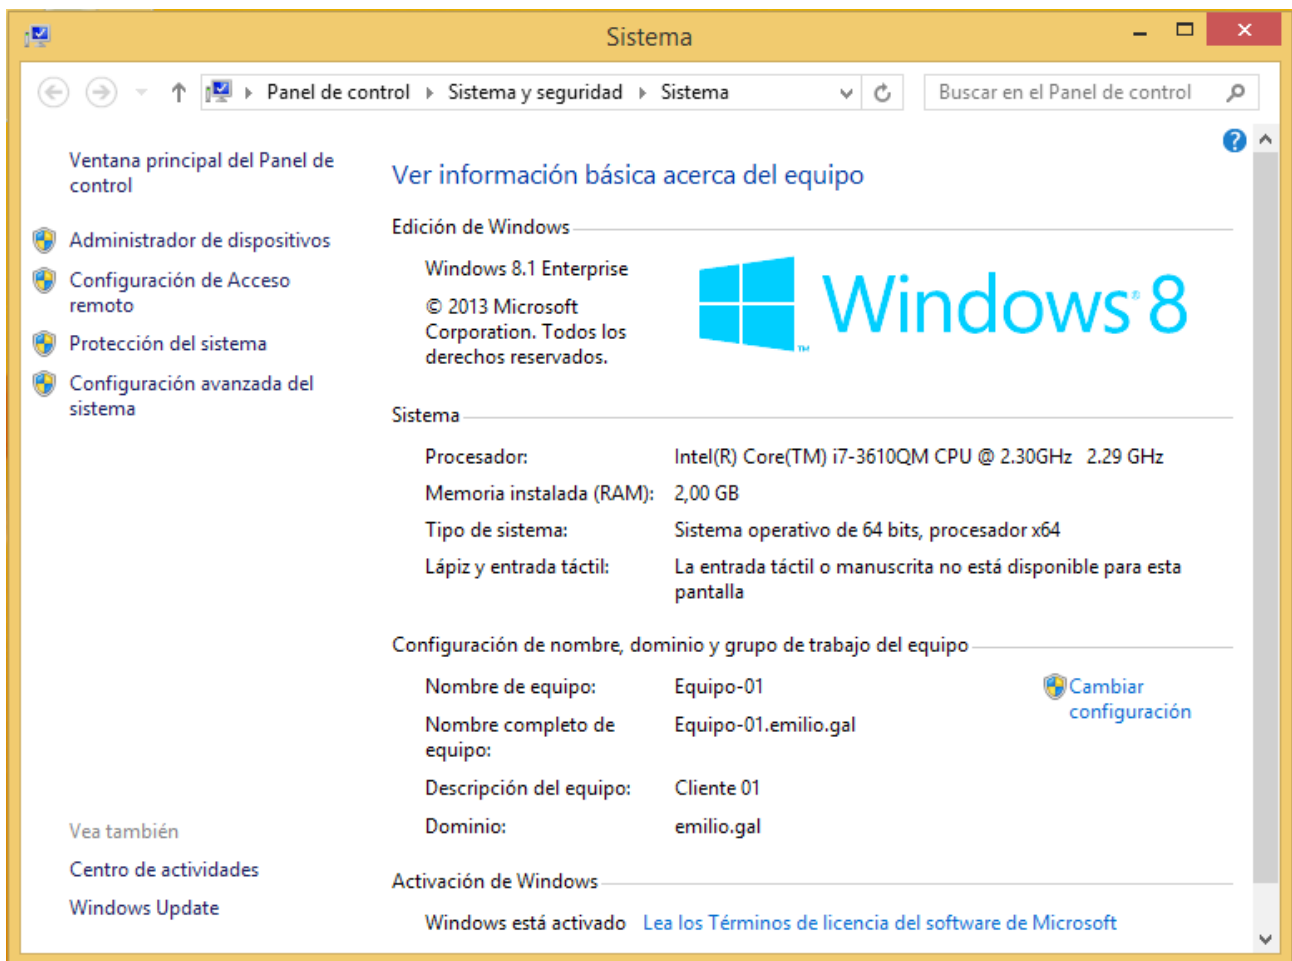 Sistema
Panel de control Sistema y seguridad Sistema
Buscar en el Panel de control
Ventana principal del Panel de
control
Administrador de dispositivos
Configuración de Acceso
remoto
Protección del sistema
Configuración avanzada del
sistema
Vea también
Centro de actividades
Windows Update
Ver información básica acerca del equipo
Edición de Windows
Windows 8.1 Enterprise
© 2013 Microsoft
Corporation. Todos los
derechos reservados.
Windows® 8
™
Sistema
Procesador: Intel(R) Core(TM) i7-3610QM CPU @ 2.30GHz 2.29 GHz
Memoria instalada (RAM): 2,00 GB
Tipo de sistema: Sistema operativo de 64 bits, procesador x64
Lápiz y entrada táctil: La entrada táctil o manuscrita no está disponible para esta
pantalla
Configuración de nombre, dominio y grupo de trabajo del equipo
Nombre de equipo: Equipo-01
Cambiar
configuración
Nombre completo de
equipo:
Equipo-01.emilio.gal
Descripción del equipo: Cliente 01
Dominio: emilio.gal
Activación de Windows
Windows está activado Lea los Términos de licencia del software de Microsoft